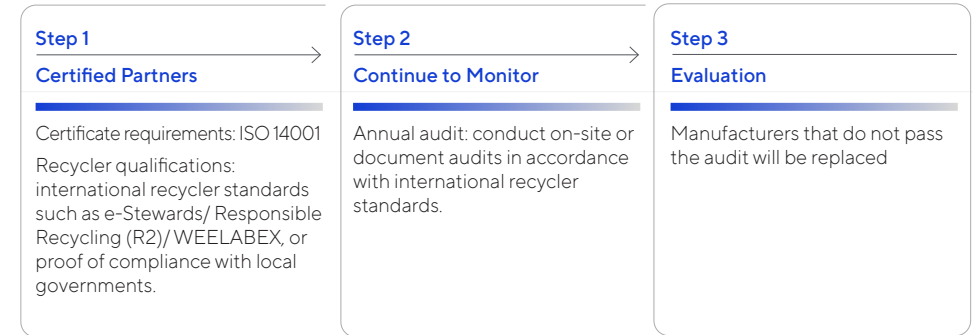 Step 1
Certified Partners
Certificate requirements: ISO 14001
Recycler qualifications:
international recycler standards
such as e-Stewards/ Responsible
Recycling (R2)/ WEELABEX, or
proof of compliance with local
governments.
Step 2
Continue to Monitor
Annual audit: conduct on-site or
document audits in accordance
with international recycler
standards.
Step 3
Evaluation
Manufacturers that do not pass
the audit will be replaced